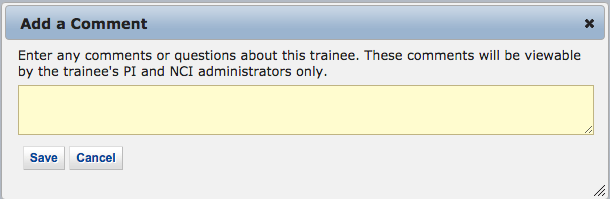 Add a Comment
Enter any comments or questions about this trainee. These comments will be viewable
by the trainee's PI and NCI administrators only.
Save Cancel